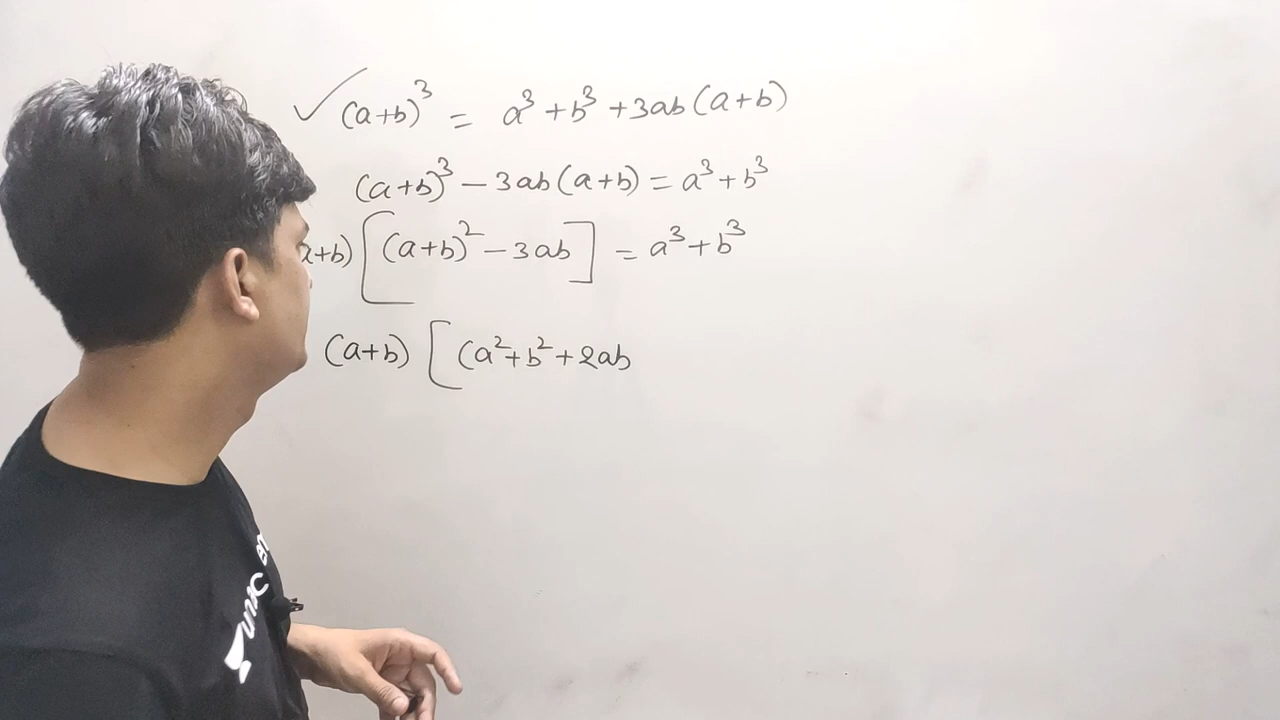 ✓ (a+b)³ = a³+b³+3ab(a+b)
(a+b)³ – 3ab(a+b) = a³+b³
a+b) [(a+b)² – 3ab] = a³+b³
(a+b) [(a²+b²+2ab